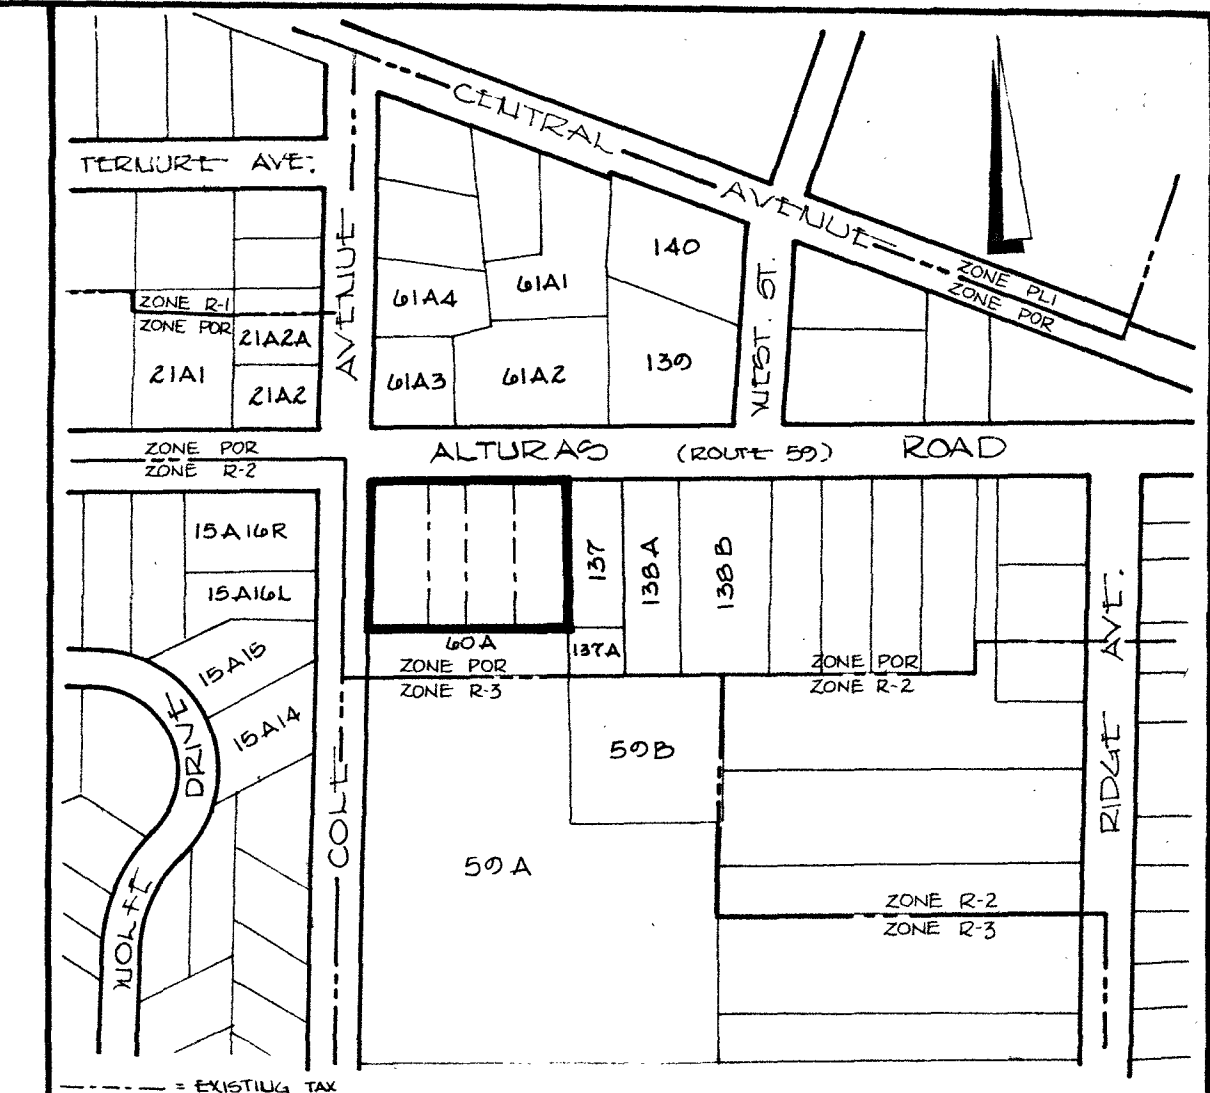 CENTRAL AVENUE
TERNURE AVE.
140
WEST. ST.
ZONE PLI
ZONE POR
61A4
61A1
ZONE R-1
ZONE POR
21A2A
21A1
21A2
61A3
61A2
139
ZONE POR
ZONE R-2
ALTURAS (ROUTE 59) ROAD
15A16R
15A16L
15A15
15A14
137
138A
138B
60A
137A
ZONE POR
ZONE R-3
ZONE POR
ZONE R-2
59B
59A
COLT AVENUE
WOLFE DRIVE
RIDGE AVE.
ZONE R-2
ZONE R-3
= EXISTING TAX